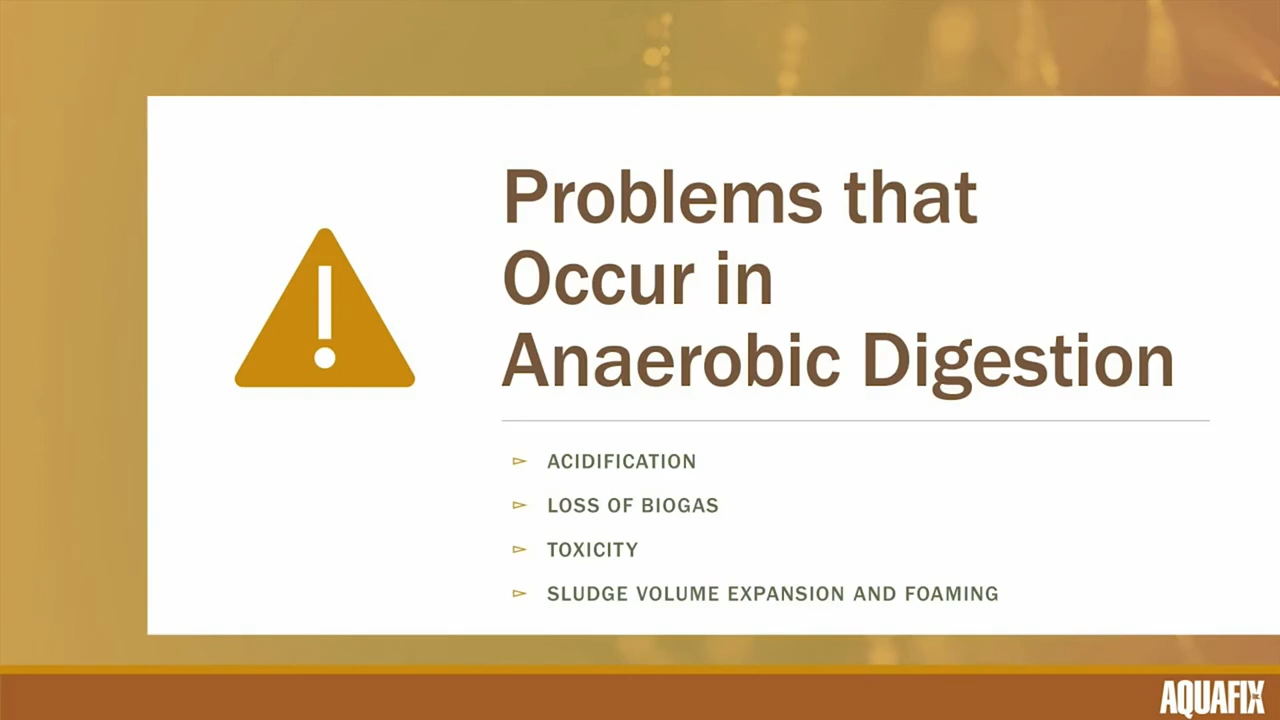 Problems that
Occur in
Anaerobic Digestion
ACIDIFICATION
LOSS OF BIOGAS
TOXICITY
SLUDGE VOLUME EXPANSION AND FOAMING
AQUAFIX